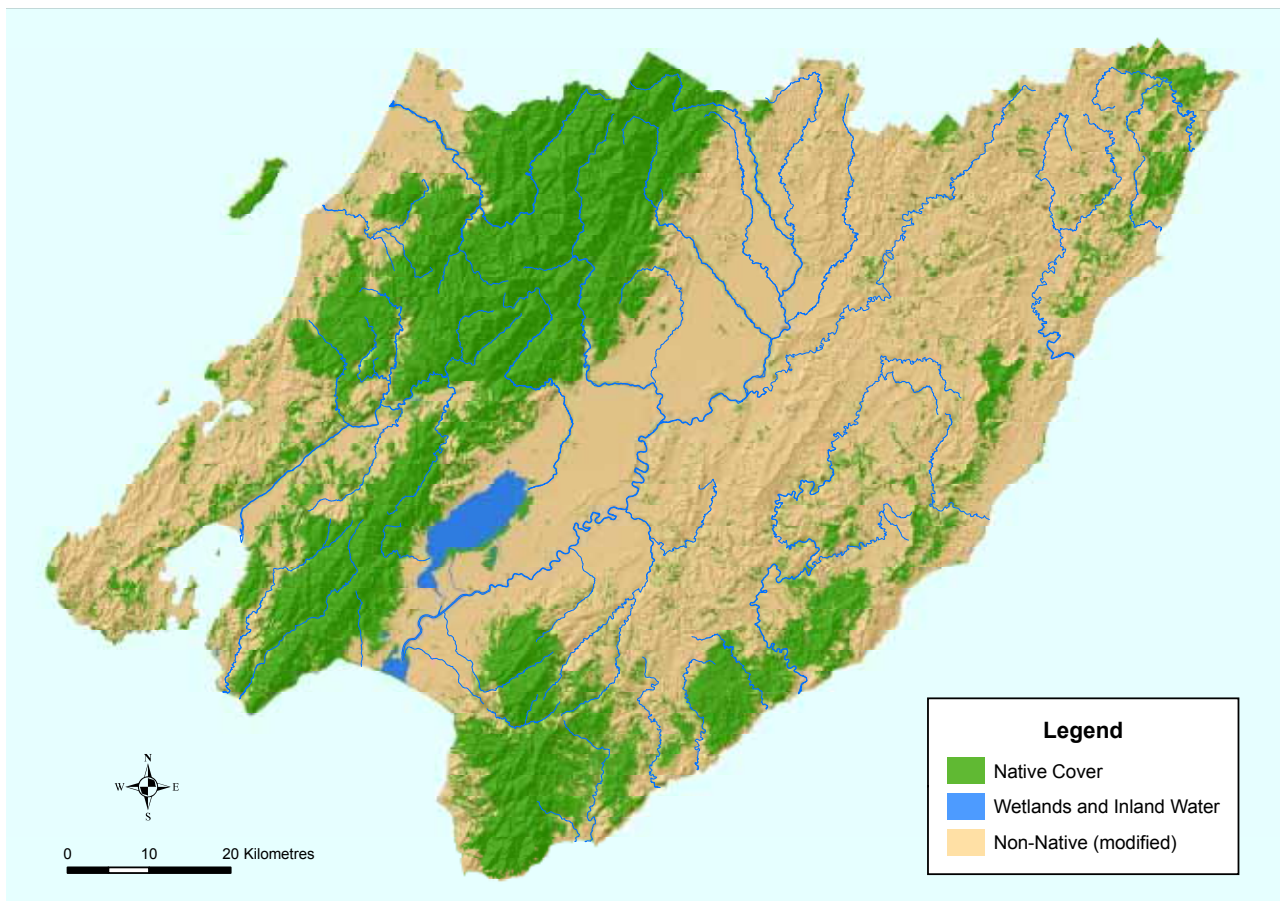 N
W E
S
0 10 20 Kilometres
Legend
Native Cover
Wetlands and Inland Water
Non-Native (modified)